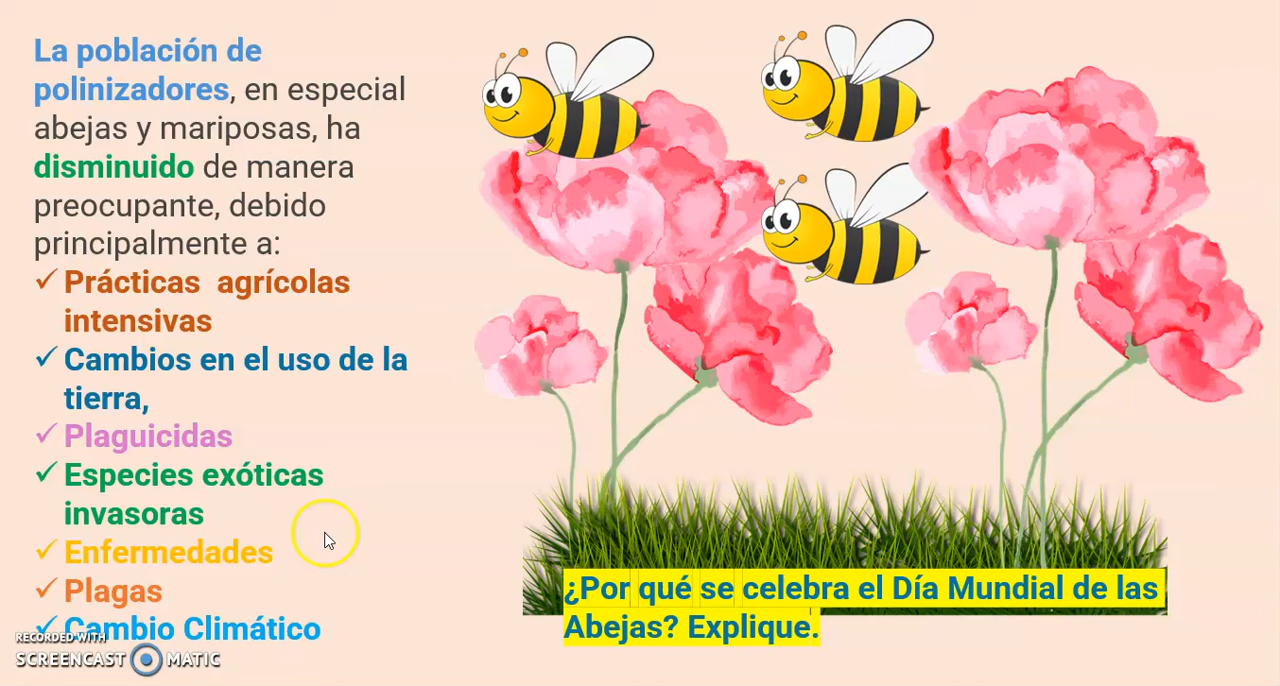 La población de
polinizadores, en especial
abejas y mariposas, ha
disminuido de manera
preocupante, debido
principalmente a:
✓ Prácticas  agrícolas
intensivas
✓ Cambios en el uso de la
tierra,
✓ Plaguicidas
✓ Especies exóticas
invasoras
✓ Enfermedades
✓ Plagas
✓ Cambio Climático
¿Por qué se celebra el Día Mundial de las
Abejas? Explique.
RECORDED WITH
SCREENCAST MATIC